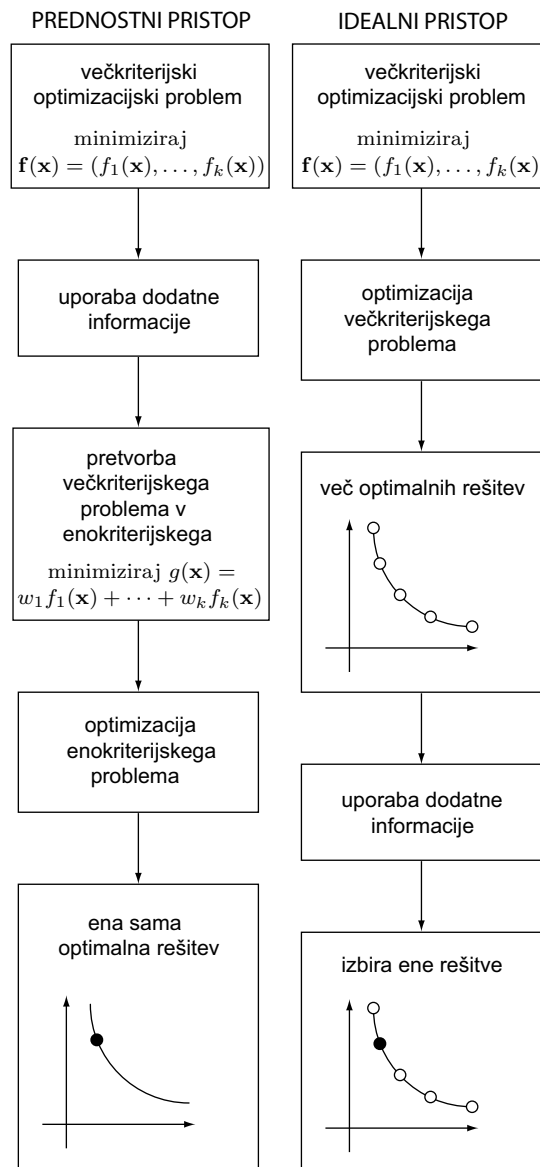 PREDNOSTNI PRISTOP
večkriterijski
optimizacijski problem
minimiziraj
f(x) = (f₁(x), . . . , fₖ(x))
uporaba dodatne
informacije
pretvorba
večkriterijskega
problema v
enokriterijskega
minimiziraj g(x) =
w₁f₁(x) + · · · + wₖfₖ(x)
optimizacija
enokriterijskega
problema
ena sama
optimalna rešitev
IDEALNI PRISTOP
večkriterijski
optimizacijski problem
minimiziraj
f(x) = (f₁(x), . . . , fₖ(x)
optimizacija
večkriterijskega
problema
več optimalnih rešitev
uporaba dodatne
informacije
izbira ene rešitve